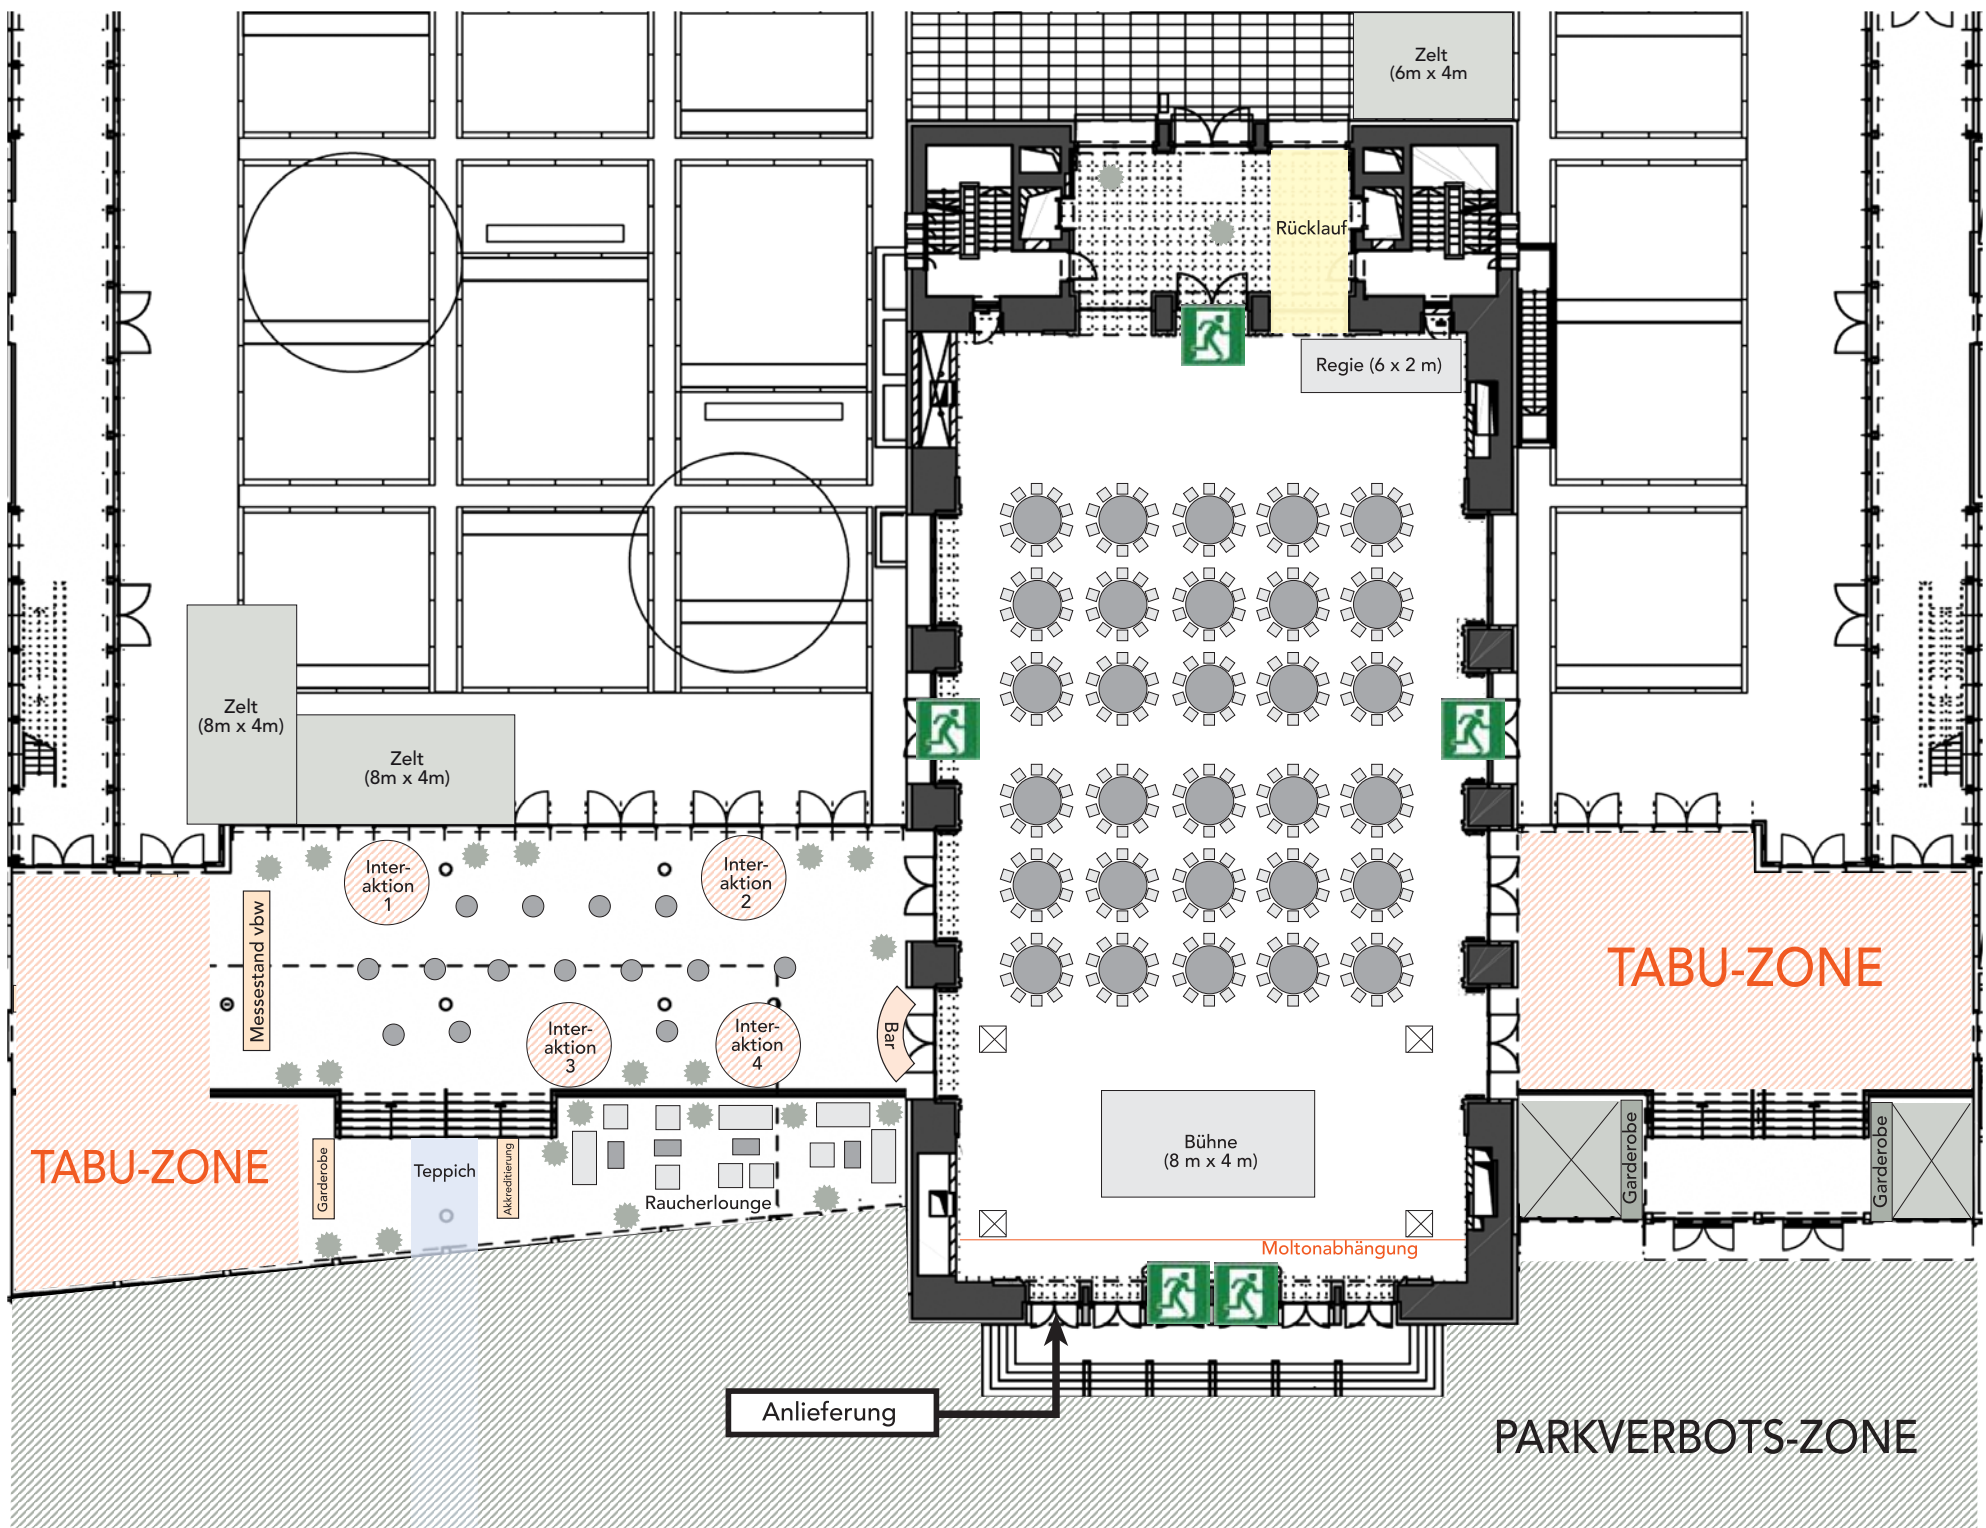 Zelt
(6m x 4m
Rücklauf
Regie (6 x 2 m)
Zelt
(8m x 4m)
Zelt
(8m x 4m)
Inter-
aktion
1
Inter-
aktion
2
Messestand vbw
TABU-ZONE
Inter-
aktion
3
Inter-
aktion
4
Bar
Bühne
(8 m x 4 m)
Garderobe
Garderobe
TABU-ZONE
Garderobe
Teppich
Akkreditierung
Raucherlounge
Moltonabhängung
Anlieferung
PARKVERBOTS-ZONE